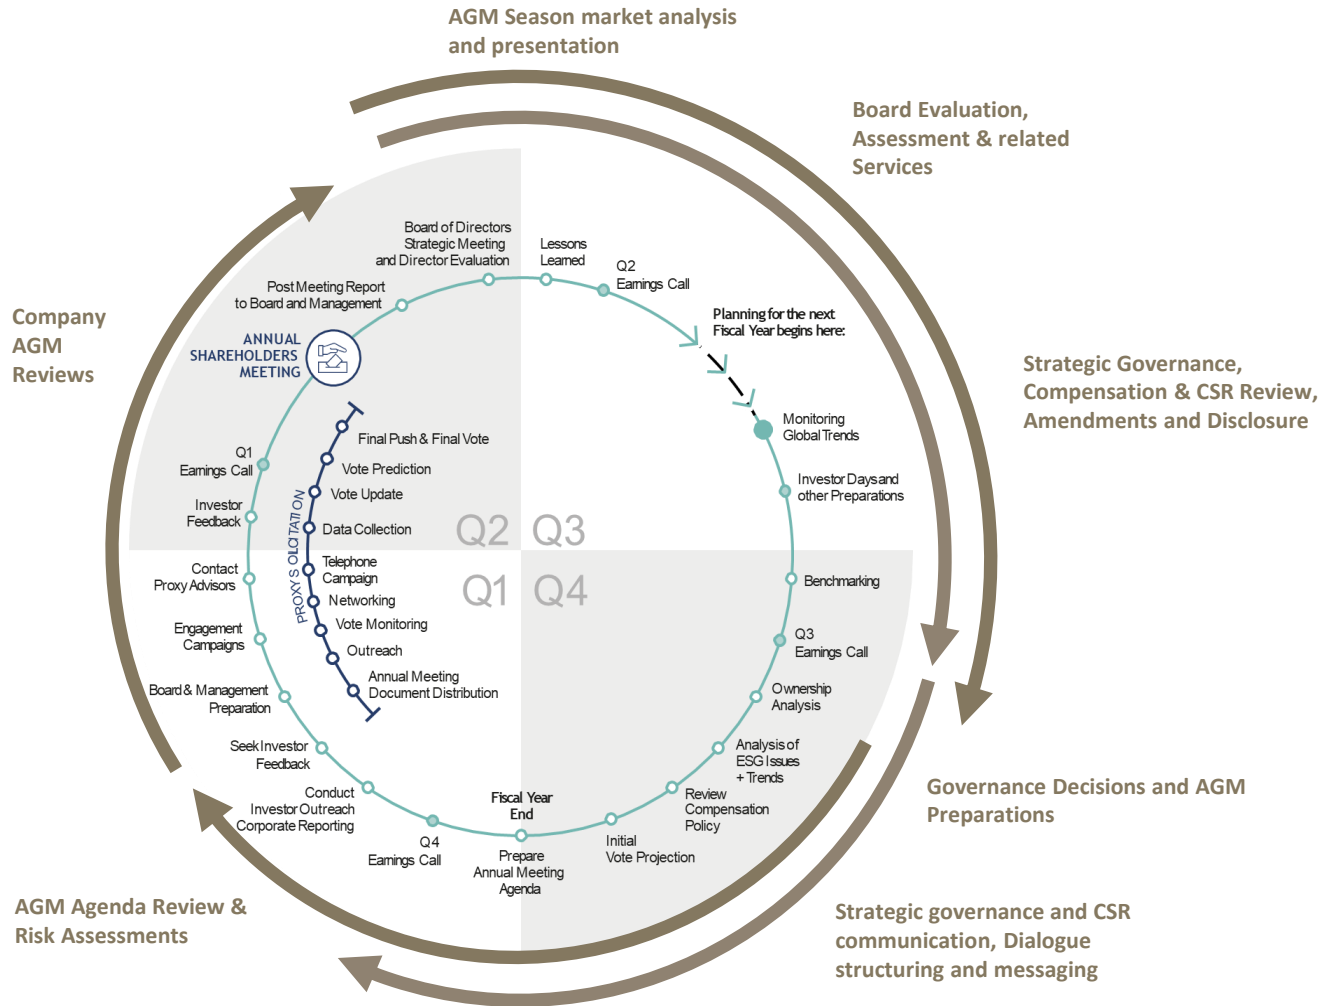 AGM Season market analysis
and presentation
Board Evaluation,
Assessment & related
Services
Board of Directors
Strategic Meeting
and Director Evaluation
Lessons
Learned
Q2
Earnings Call
Post Meeting Report
to Board and Management
Planning for the next
Fiscal Year begins here:
Company
AGM
Reviews
ANNUAL
SHAREHOLDERS
MEETING
Strategic Governance,
Compensation & CSR Review,
Amendments and Disclosure
Monitoring
Global Trends
Final Push & Final Vote
Q1
Earnings Call
Vote Prediction
Investor Days and
other Preparations
Vote Update
Investor
Feedback
Data Collection
PROXY SOLICITATION
Q2 Q3
Q1 Q4
Contact
Proxy Advisors
Telephone
Campaign
Benchmarking
Networking
Engagement
Campaigns
Vote Monitoring
Q3
Earnings Call
Outreach
Board & Management
Preparation
Annual Meeting
Document Distribution
Ownership
Analysis
Seek Investor
Feedback
Analysis of
ESG Issues
+ Trends
Governance Decisions and AGM
Preparations
Conduct
Investor Outreach
Corporate Reporting
Fiscal Year
End
Review
Compensation
Policy
Q4
Earnings Call
Prepare
Annual Meeting
Agenda
Initial
Vote Projection
AGM Agenda Review &
Risk Assessments
Strategic governance and CSR
communication, Dialogue
structuring and messaging